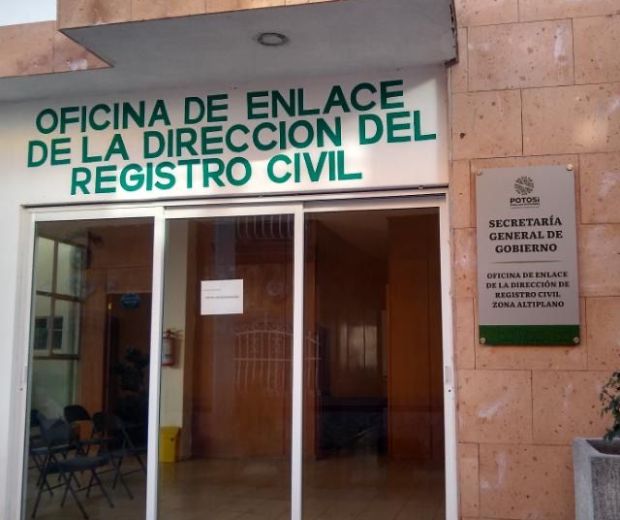 OFICINA DE ENLACE
DE LA DIRECCION DEL
REGISTRO CIVIL
POTOSÍ
SECRETARÍA
GENERAL DE
GOBIERNO
OFICINA DE ENLACE
DE LA DIRECCIÓN DE
REGISTRO CIVIL
ZONA ALTIPLANO